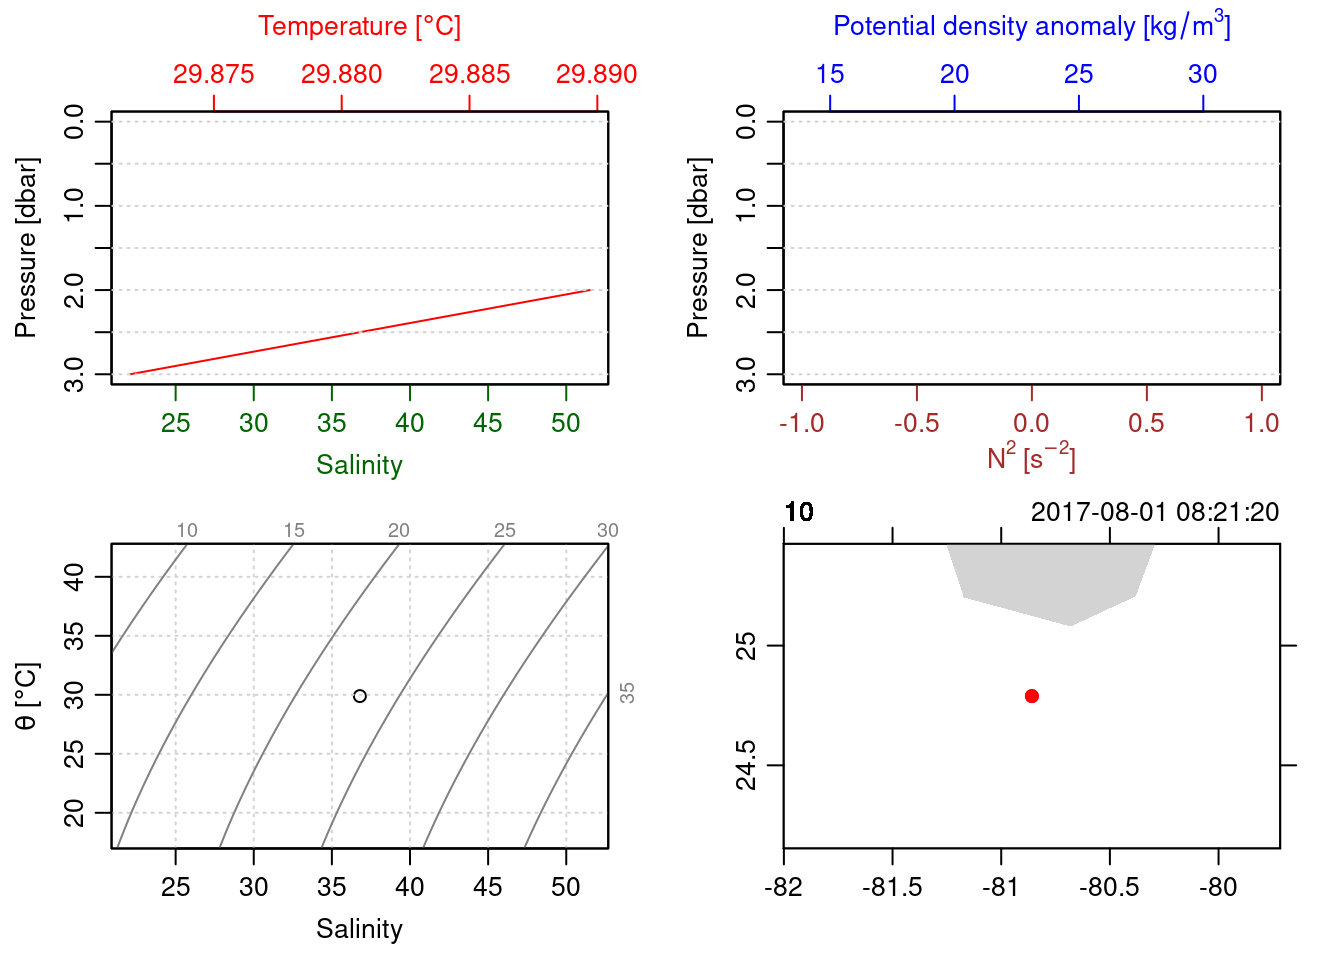 Temperature [°C]
29.875 29.880 29.885 29.890
Pressure [dbar]
0.0 1.0 2.0 3.0
25 30 35 40 45 50
Salinity
Potential density anomaly [kg/m³]
15 20 25 30
Pressure [dbar]
0.0 1.0 2.0 3.0
-1.0 -0.5 0.0 0.5 1.0
N² [s⁻²]
10 15 20 25 30
35
θ [°C]
40 35 30 25 20
25 30 35 40 45 50
Salinity
10 2017-08-01 08:21:20
25
24.5
-82 -81.5 -81 -80.5 -80